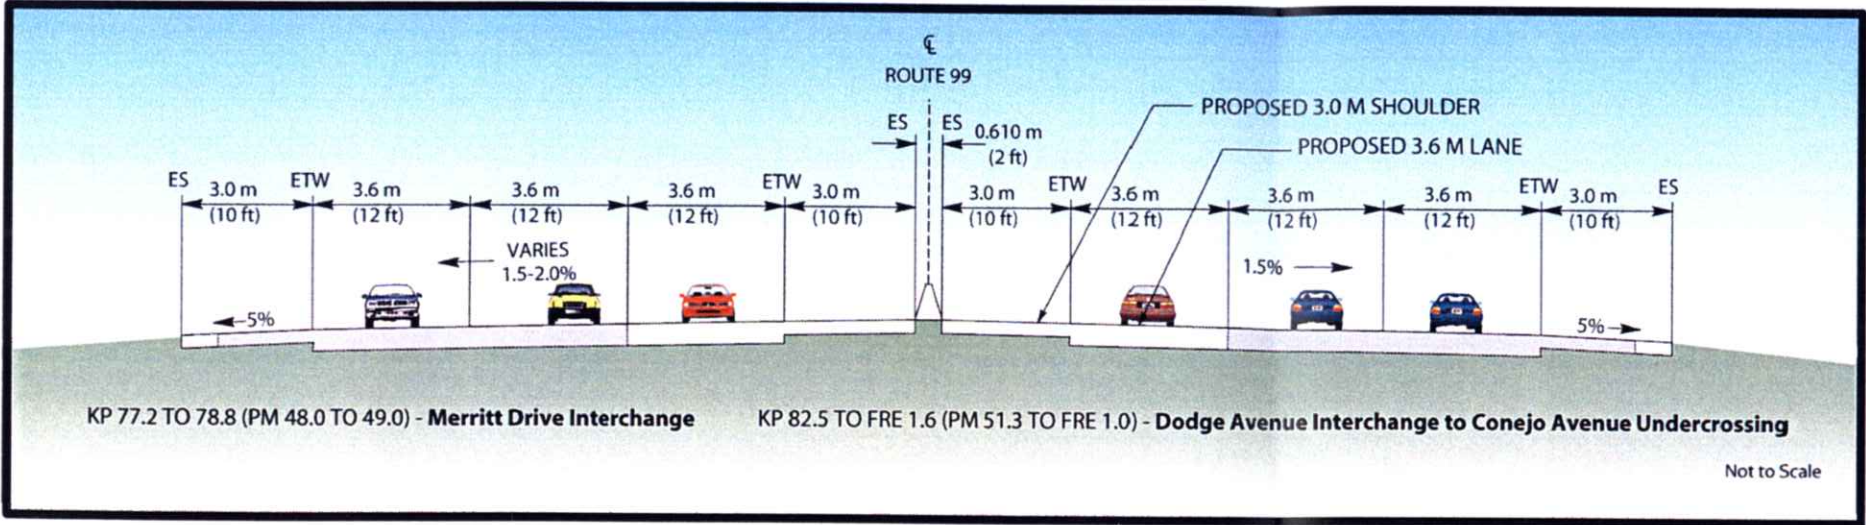 ℄
ROUTE 99
PROPOSED 3.0 M SHOULDER
ES ES 0.610 m
(2 ft)
PROPOSED 3.6 M LANE
ES 3.0 m ETW 3.6 m 3.6 m 3.6 m ETW 3.0 m 3.0 m ETW 3.6 m 3.6 m 3.6 m ETW 3.0 m ES
(10 ft) (12 ft) (12 ft) (12 ft) (10 ft) (10 ft) (12 ft) (12 ft) (12 ft) (10 ft)
VARIES
1.5-2.0%
1.5%
5%
5%
KP 77.2 TO 78.8 (PM 48.0 TO 49.0) - Merritt Drive Interchange
KP 82.5 TO FRE 1.6 (PM 51.3 TO FRE 1.0) - Dodge Avenue Interchange to Conejo Avenue Undercrossing
Not to Scale